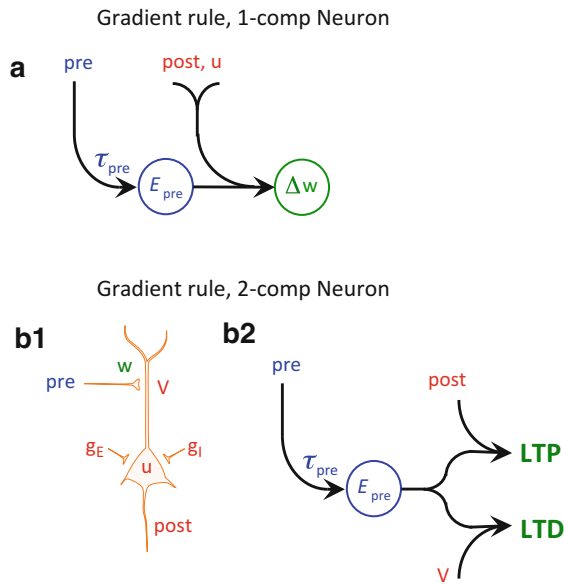 Gradient rule, 1-comp Neuron
a
pre
post, u
τpre
Epre
Δw
Gradient rule, 2-comp Neuron
b1
w
pre
V
gE
gI
u
post
b2
pre
post
τpre
Epre
LTP
LTD
V